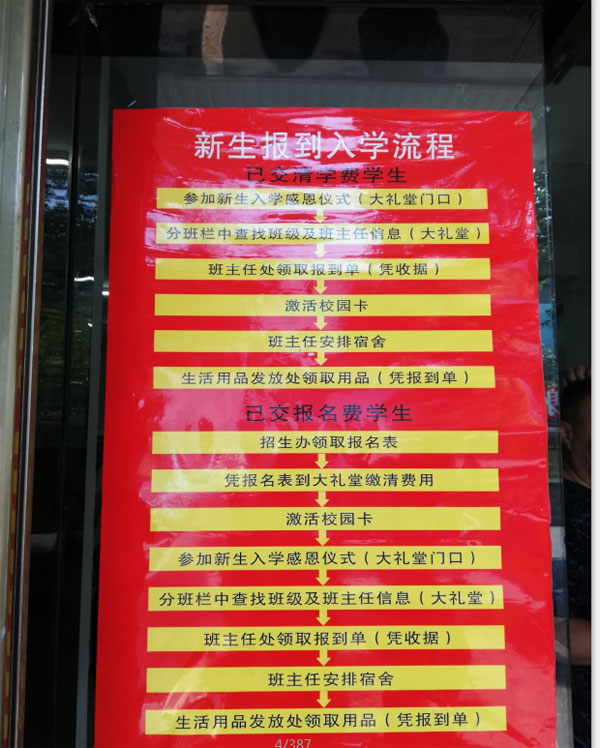 新生报到入学流程
已交清学费学生
参加新生入学感恩仪式（大礼堂门口）
分班栏中查找班级及班主任信息（大礼堂）
班主任处领取报到单（凭收据）
激活校园卡
班主任安排宿舍
生活用品发放处领取用品（凭报到单）
已交报名费学生
招生办领取报名表
凭报名表到大礼堂缴清费用
激活校园卡
参加新生入学感恩仪式（大礼堂门口）
分班栏中查找班级及班主任信息（大礼堂）
班主任处领取报到单（凭收据）
班主任安排宿舍
生活用品发放处领取用品（凭报到单）
4/387